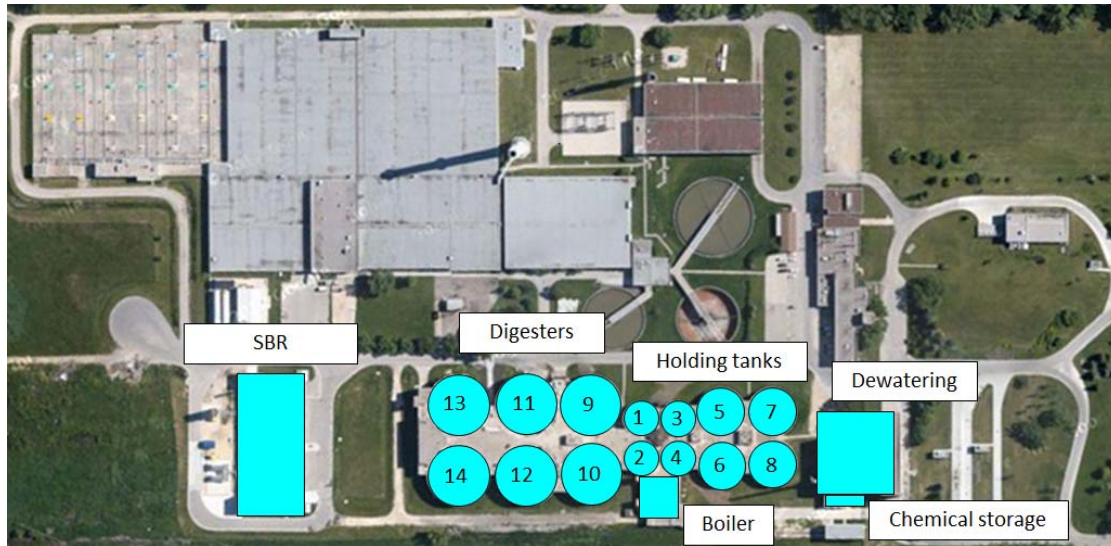 SBR
Digesters
Holding tanks
Dewatering
13
11
9
1
3
5
7
14
12
10
2
4
6
8
Boiler
Chemical storage